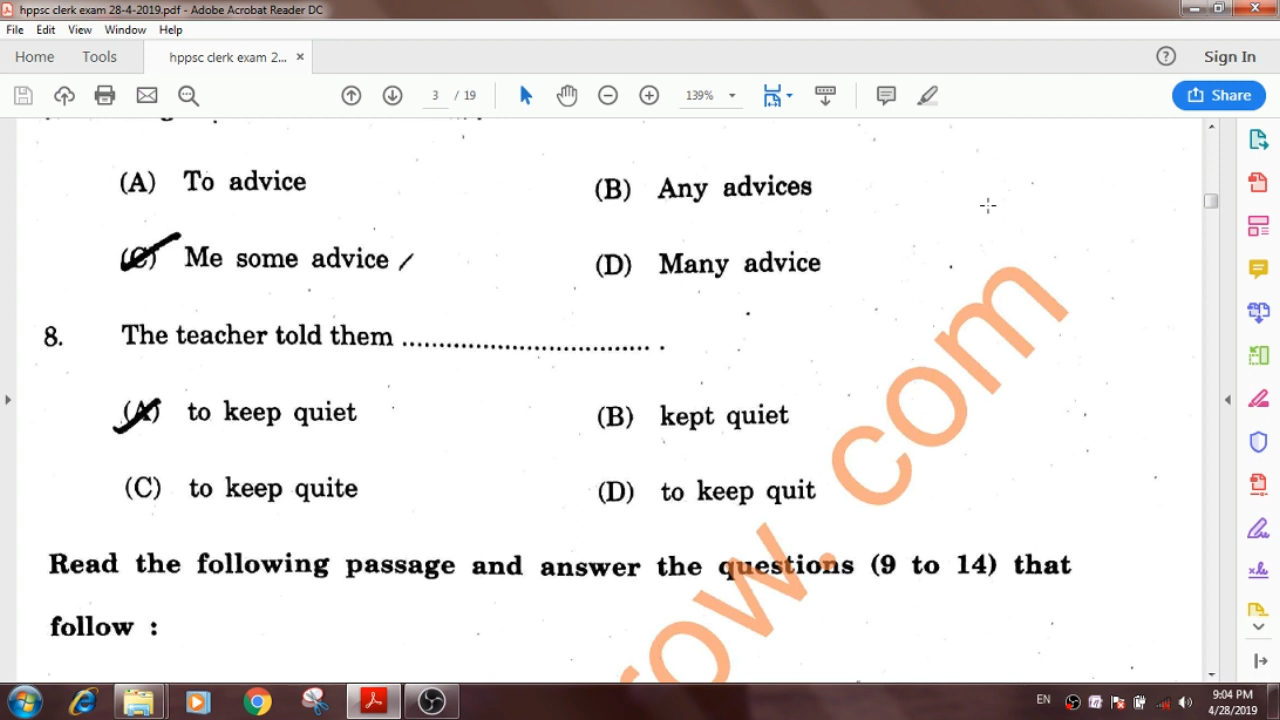 hppsc clerk exam 28-4-2019.pdf - Adobe Acrobat Reader DC
File Edit View Window Help
Home Tools hppsc clerk exam 2... × Sign In
3 / 19 139% Share
(A) To advice (B) Any advices
(C) Me some advice (D) Many advice
8. The teacher told them ................................ .
(A) to keep quiet (B) kept quiet
(C) to keep quite (D) to keep quit
Read the following passage and answer the questions (9 to 14) that
follow :
row. com
EN 9:04 PM
4/28/2019